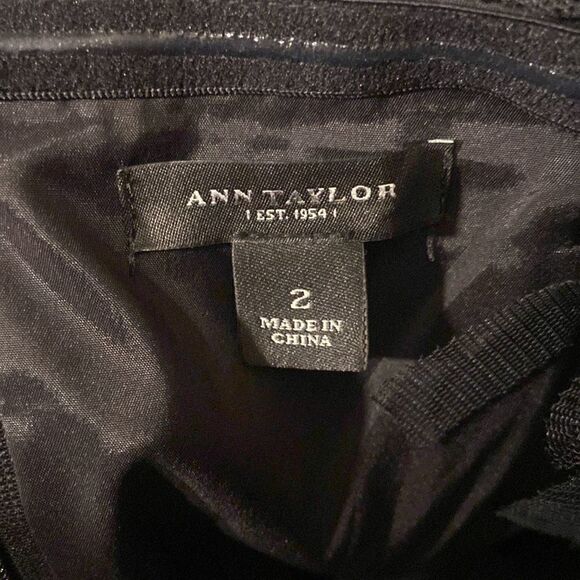 ANN TAYLOR
EST. 1954
2
MADE IN
CHINA